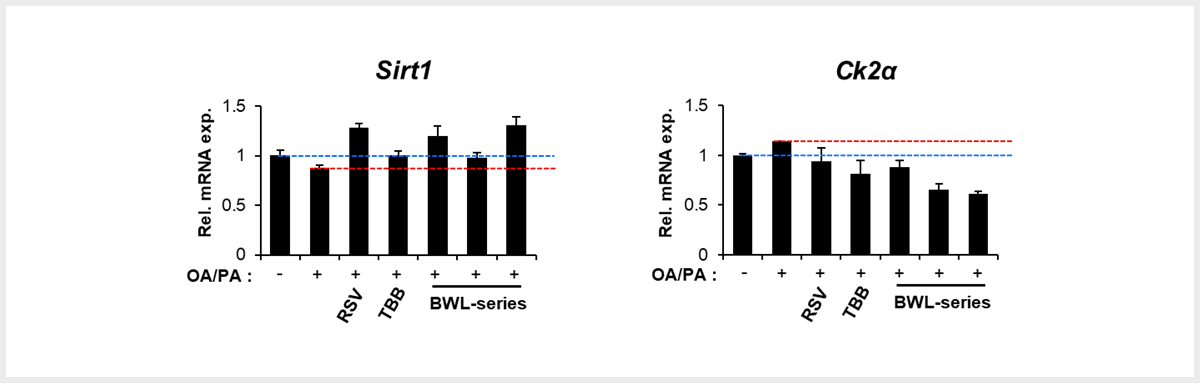 Sirt1
Rel. mRNA exp.
1.5
1
0.5
0
OA/PA : - + + + + + +
RSV
TBB
BWL-series
Ck2α
Rel. mRNA exp.
1.5
1
0.5
0
OA/PA : - + + + + + +
RSV
TBB
BWL-series